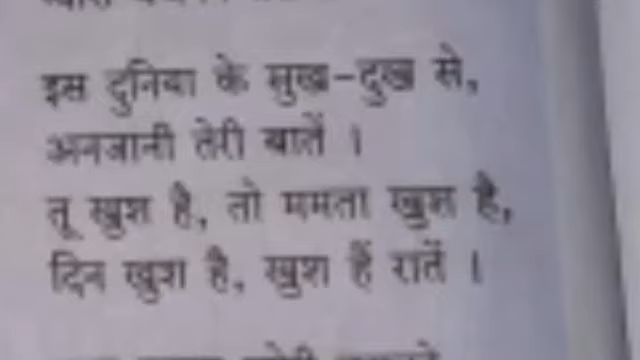 इस दुनिया के सुख-दुख से,
अनजानी तेरी बातें ।
तू खुश है, तो ममता खुश है,
दिन खुश है, खुश हैं रातें ।